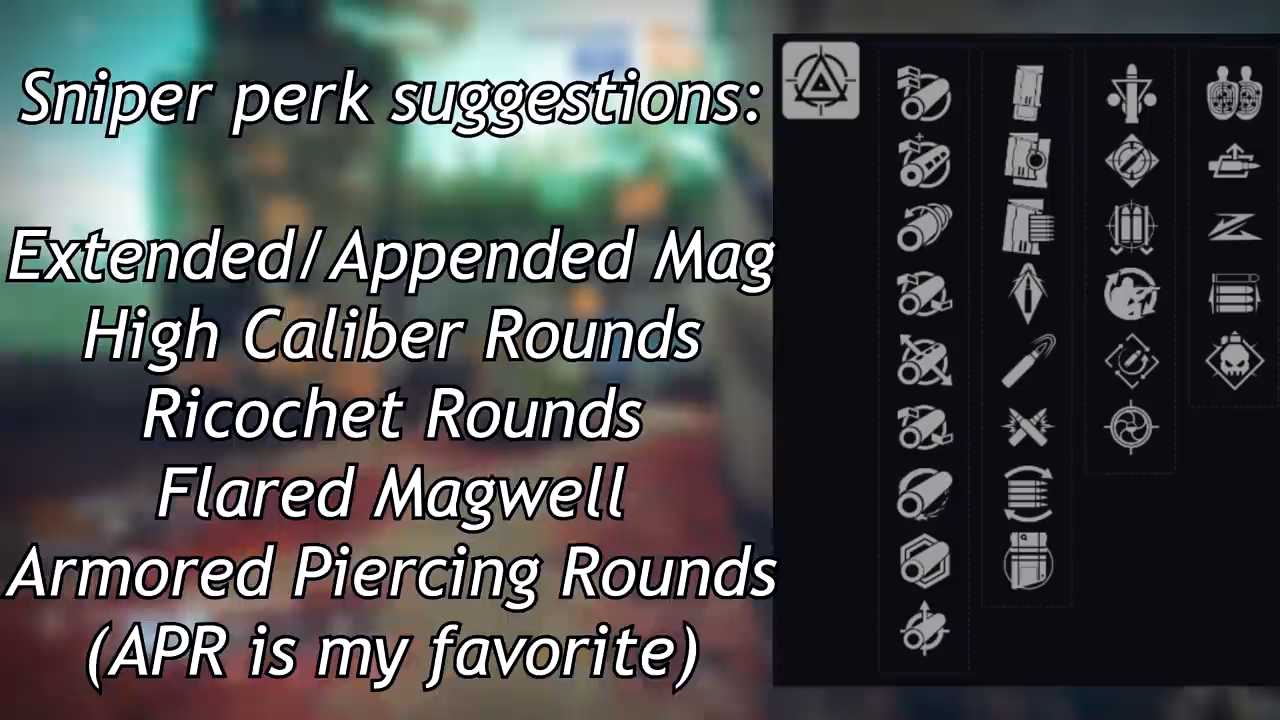 Sniper perk suggestions:
Extended/Appended Mag
High Caliber Rounds
Ricochet Rounds
Flared Magwell
Armored Piercing Rounds
(APR is my favorite)